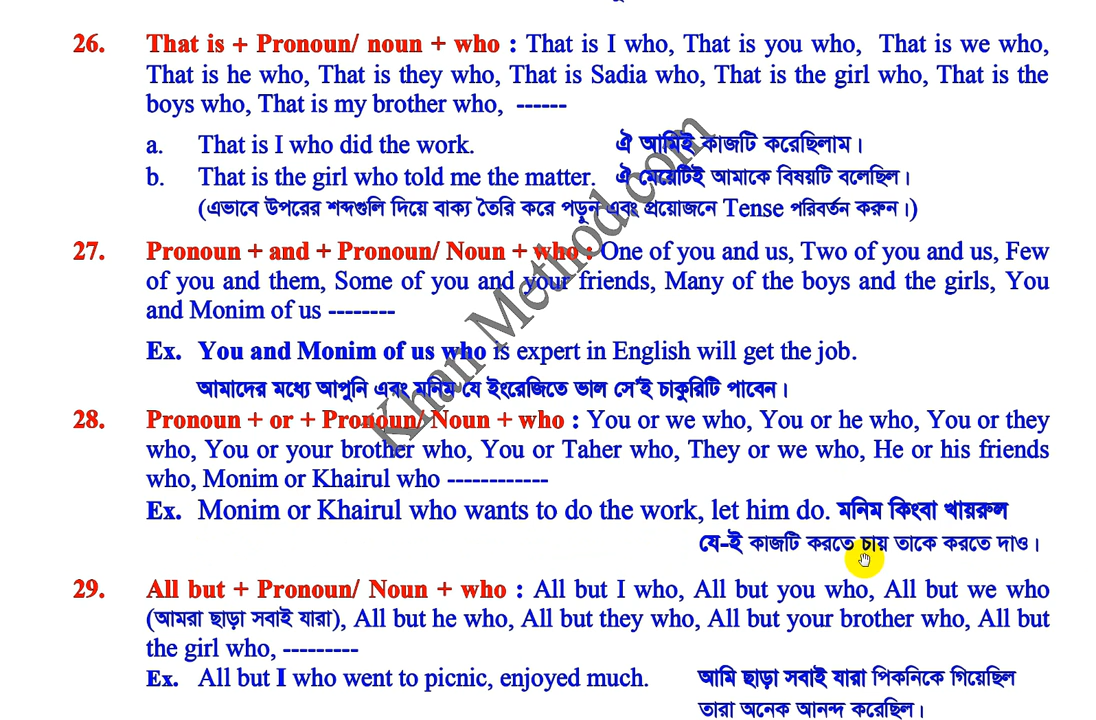 26. That is + Pronoun/ noun + who : That is I who, That is you who, That is we who,
That is he who, That is they who, That is Sadia who, That is the girl who, That is the
boys who, That is my brother who, ------
a. That is I who did the work. ঐ আমিই কাজটি করেছিলাম।
b. That is the girl who told me the matter. ঐ মেয়েটিই আমাকে বিষয়টি বলেছিল।
(এভাবে উপরের শব্দগুলি দিয়ে বাক্য তৈরি করে পড়ুন এবং প্রয়োজনে Tense পরিবর্তন করুন।)
27. Pronoun + and + Pronoun/ Noun + who : One of you and us, Two of you and us, Few
of you and them, Some of you and your friends, Many of the boys and the girls, You
and Monim of us --------
Ex. You and Monim of us who is expert in English will get the job.
আমাদের মধ্যে আপুনি এবং মনিম যে ইংরেজিতে ভাল সে'ই চাকুরিটি পাবেন।
28. Pronoun + or + Pronoun/ Noun + who : You or we who, You or he who, You or they
who, You or your brother who, You or Taher who, They or we who, He or his friends
who, Monim or Khairul who ------------
Ex. Monim or Khairul who wants to do the work, let him do. মনিম কিংবা খায়রুল
যে-ই কাজটি করতে চায় তাকে করতে দাও।
29. All but + Pronoun/ Noun + who : All but I who, All but you who, All but we who
(আমরা ছাড়া সবাই যারা), All but he who, All but they who, All but your brother who, All but
the girl who, ---------
Ex. All but I who went to picnic, enjoyed much. আমি ছাড়া সবাই যারা পিকনিকে গিয়েছিল
তারা অনেক আনন্দ করেছিল।
Khan Method.com